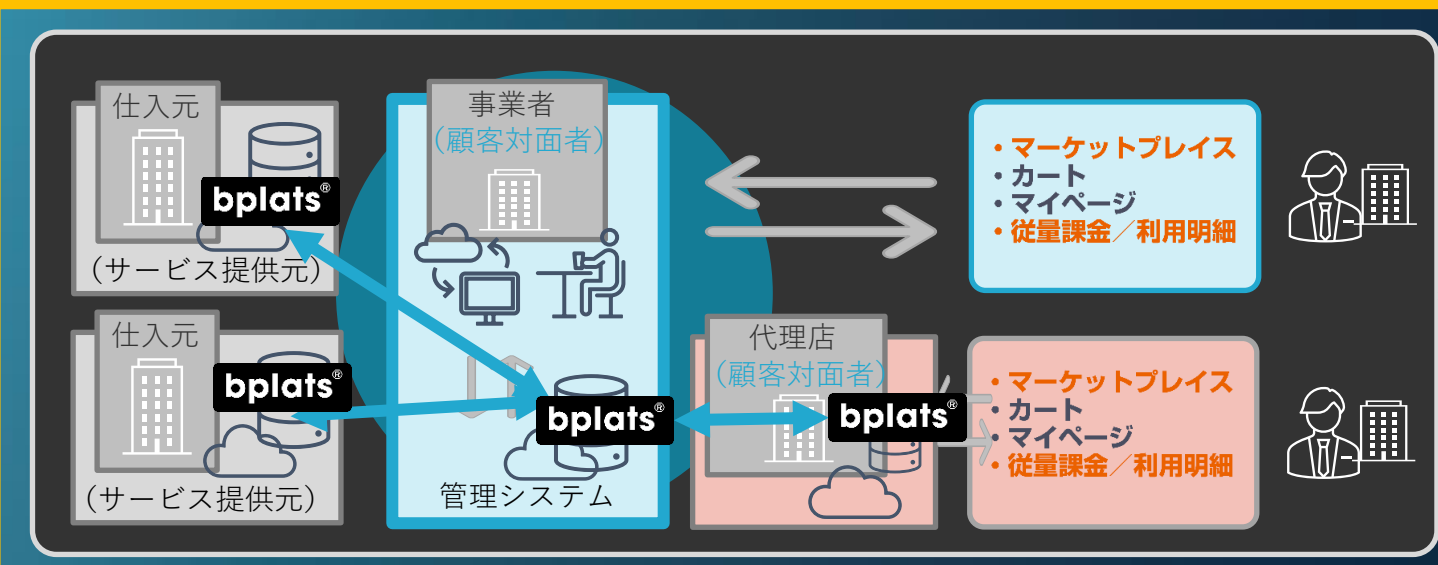 仕入元
bplats®
(サービス提供元)
仕入元
bplats®
(サービス提供元)
事業者
(顧客対面者)
bplats®
管理システム
代理店
(顧客対面者)
bplats®
・マーケットプレイス
・カート
・マイページ
・従量課金／利用明細
・マーケットプレイス
・カート
・マイページ
・従量課金／利用明細